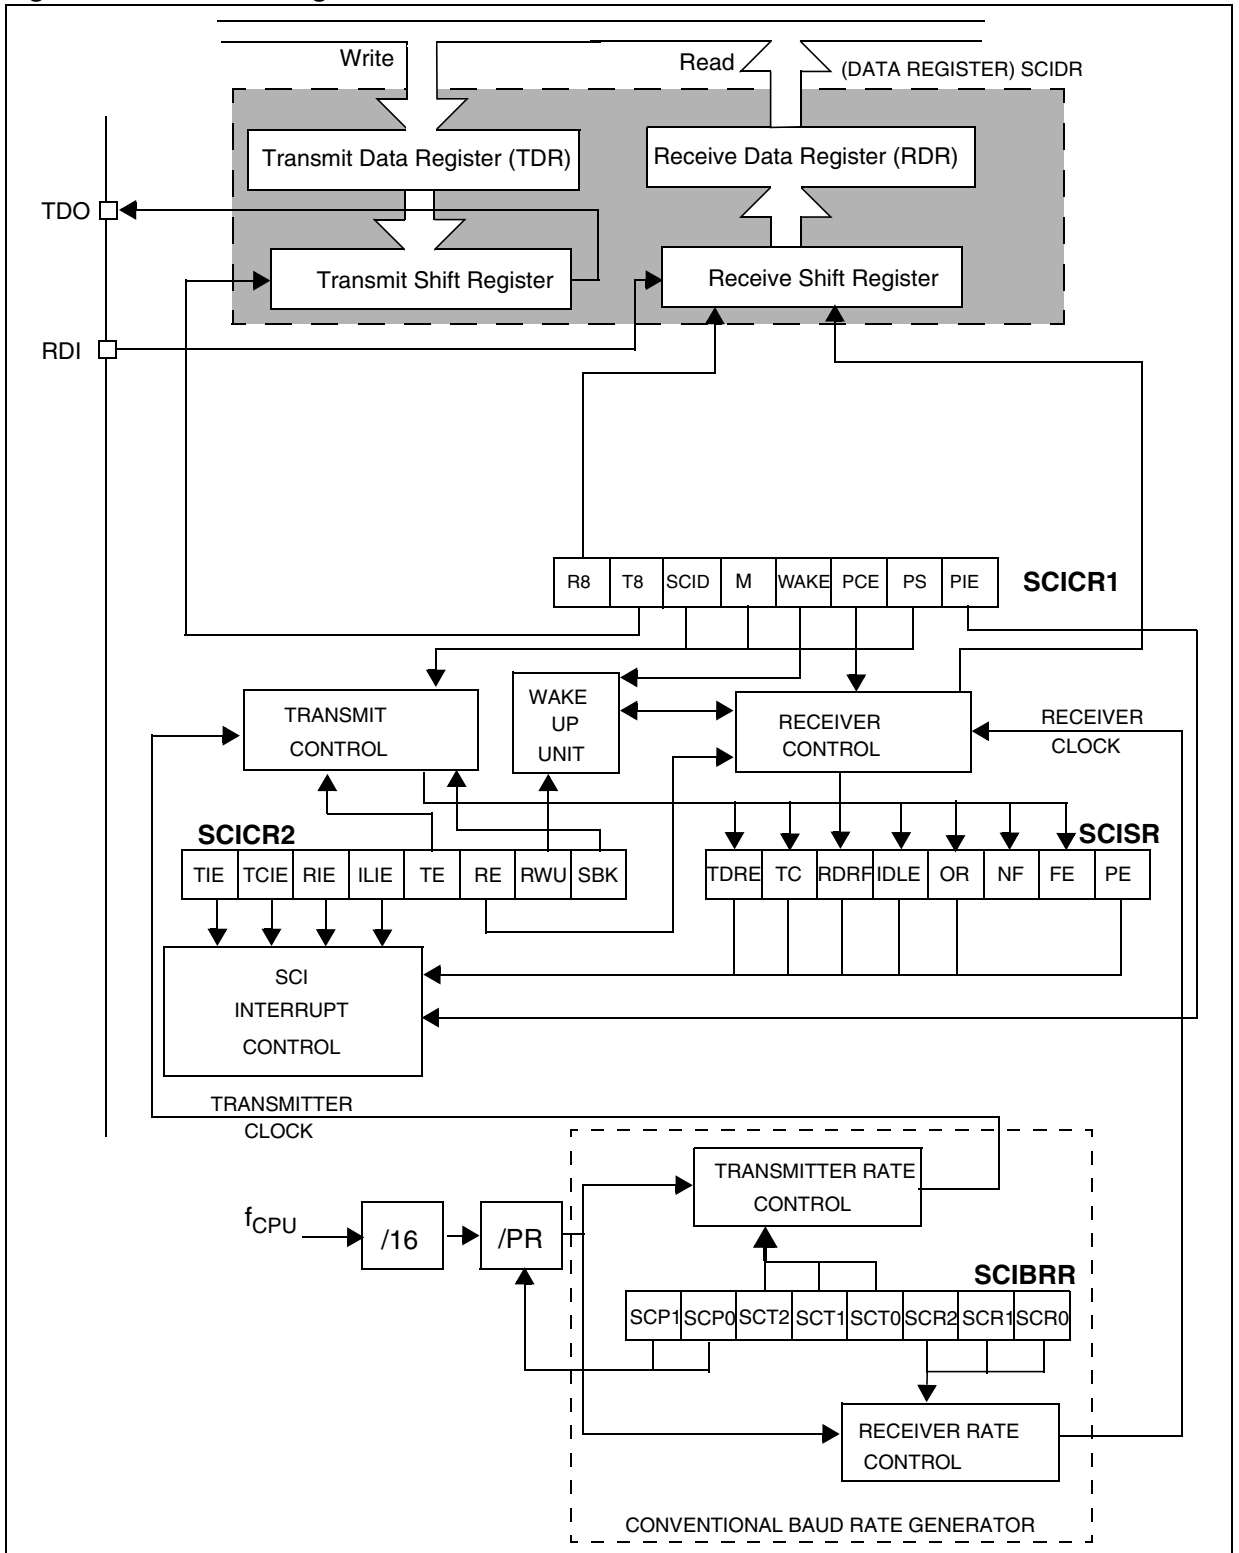 Write
Read
(DATA REGISTER) SCIDR
Transmit Data Register (TDR)
Receive Data Register (RDR)
TDO
Transmit Shift Register
Receive Shift Register
RDI
R8 T8 SCID M WAKE PCE PS PIE
SCICR1
TRANSMIT
CONTROL
WAKE
UP
UNIT
RECEIVER
CONTROL
RECEIVER
CLOCK
SCICR2
SCISR
TIE TCIE RIE ILIE TE RE RWU SBK
TDRE TC RDRF IDLE OR NF FE PE
SCI
INTERRUPT
CONTROL
TRANSMITTER
CLOCK
TRANSMITTER RATE
CONTROL
fCPU
/16
/PR
SCIBRR
SCP1 SCP0 SCT2 SCT1 SCT0 SCR2 SCR1 SCR0
RECEIVER RATE
CONTROL
CONVENTIONAL BAUD RATE GENERATOR